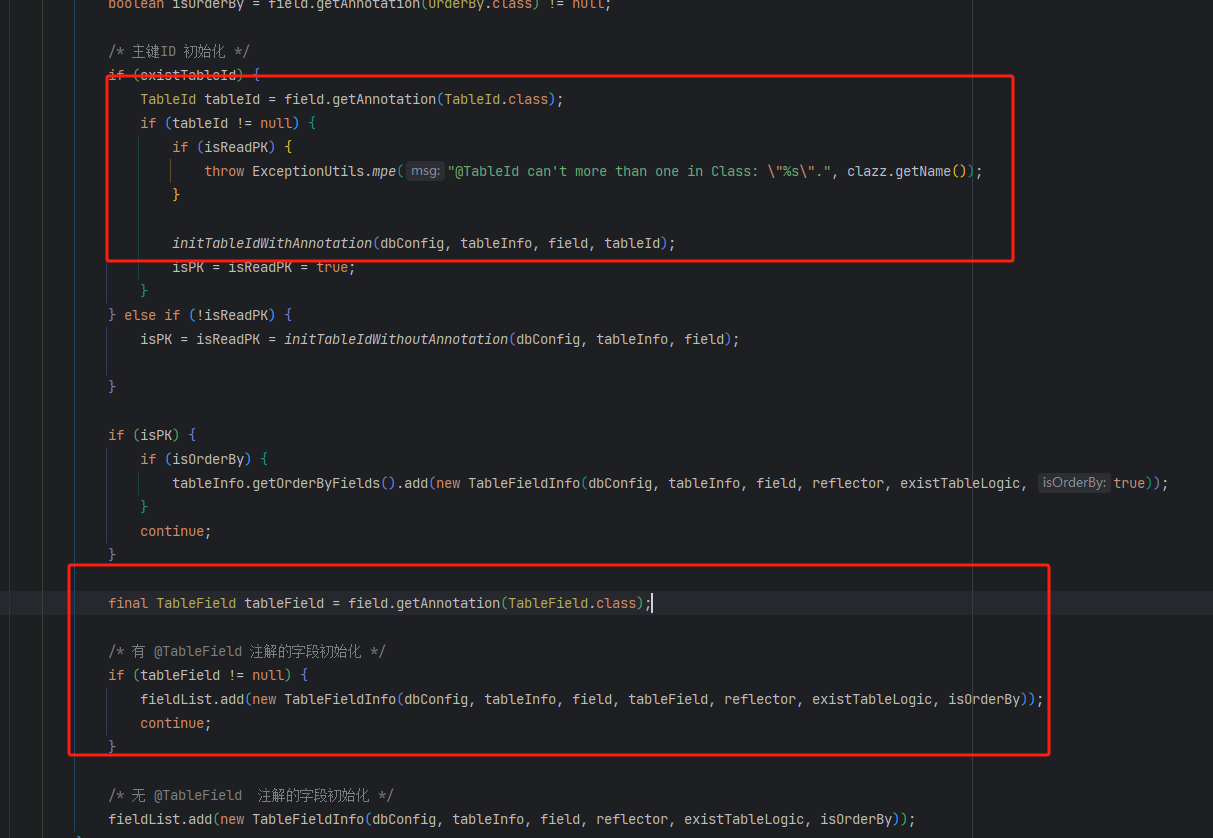 boolean isOrderBy = field.getAnnotation(OrderBy.class) != null;
/* 主键ID 初始化 */
if (existTableId) {
TableId tableId = field.getAnnotation(TableId.class);
if (tableId != null) {
if (isReadPK) {
throw ExceptionUtils.mpe( msg: "@TableId can't more than one in Class: \"%s\".", clazz.getName());
}
initTableIdWithAnnotation(dbConfig, tableInfo, field, tableId);
isPK = isReadPK = true;
}
} else if (!isReadPK) {
isPK = isReadPK = initTableIdWithoutAnnotation(dbConfig, tableInfo, field);
}
if (isPK) {
if (isOrderBy) {
tableInfo.getOrderByFields().add(new TableFieldInfo(dbConfig, tableInfo, field, reflector, existTableLogic, isOrderBy: true));
}
continue;
}
final TableField tableField = field.getAnnotation(TableField.class);
/* 有 @TableField 注解的字段初始化 */
if (tableField != null) {
fieldList.add(new TableFieldInfo(dbConfig, tableInfo, field, tableField, reflector, existTableLogic, isOrderBy));
continue;
}
/* 无 @TableField  注解的字段初始化 */
fieldList.add(new TableFieldInfo(dbConfig, tableInfo, field, reflector, existTableLogic, isOrderBy));